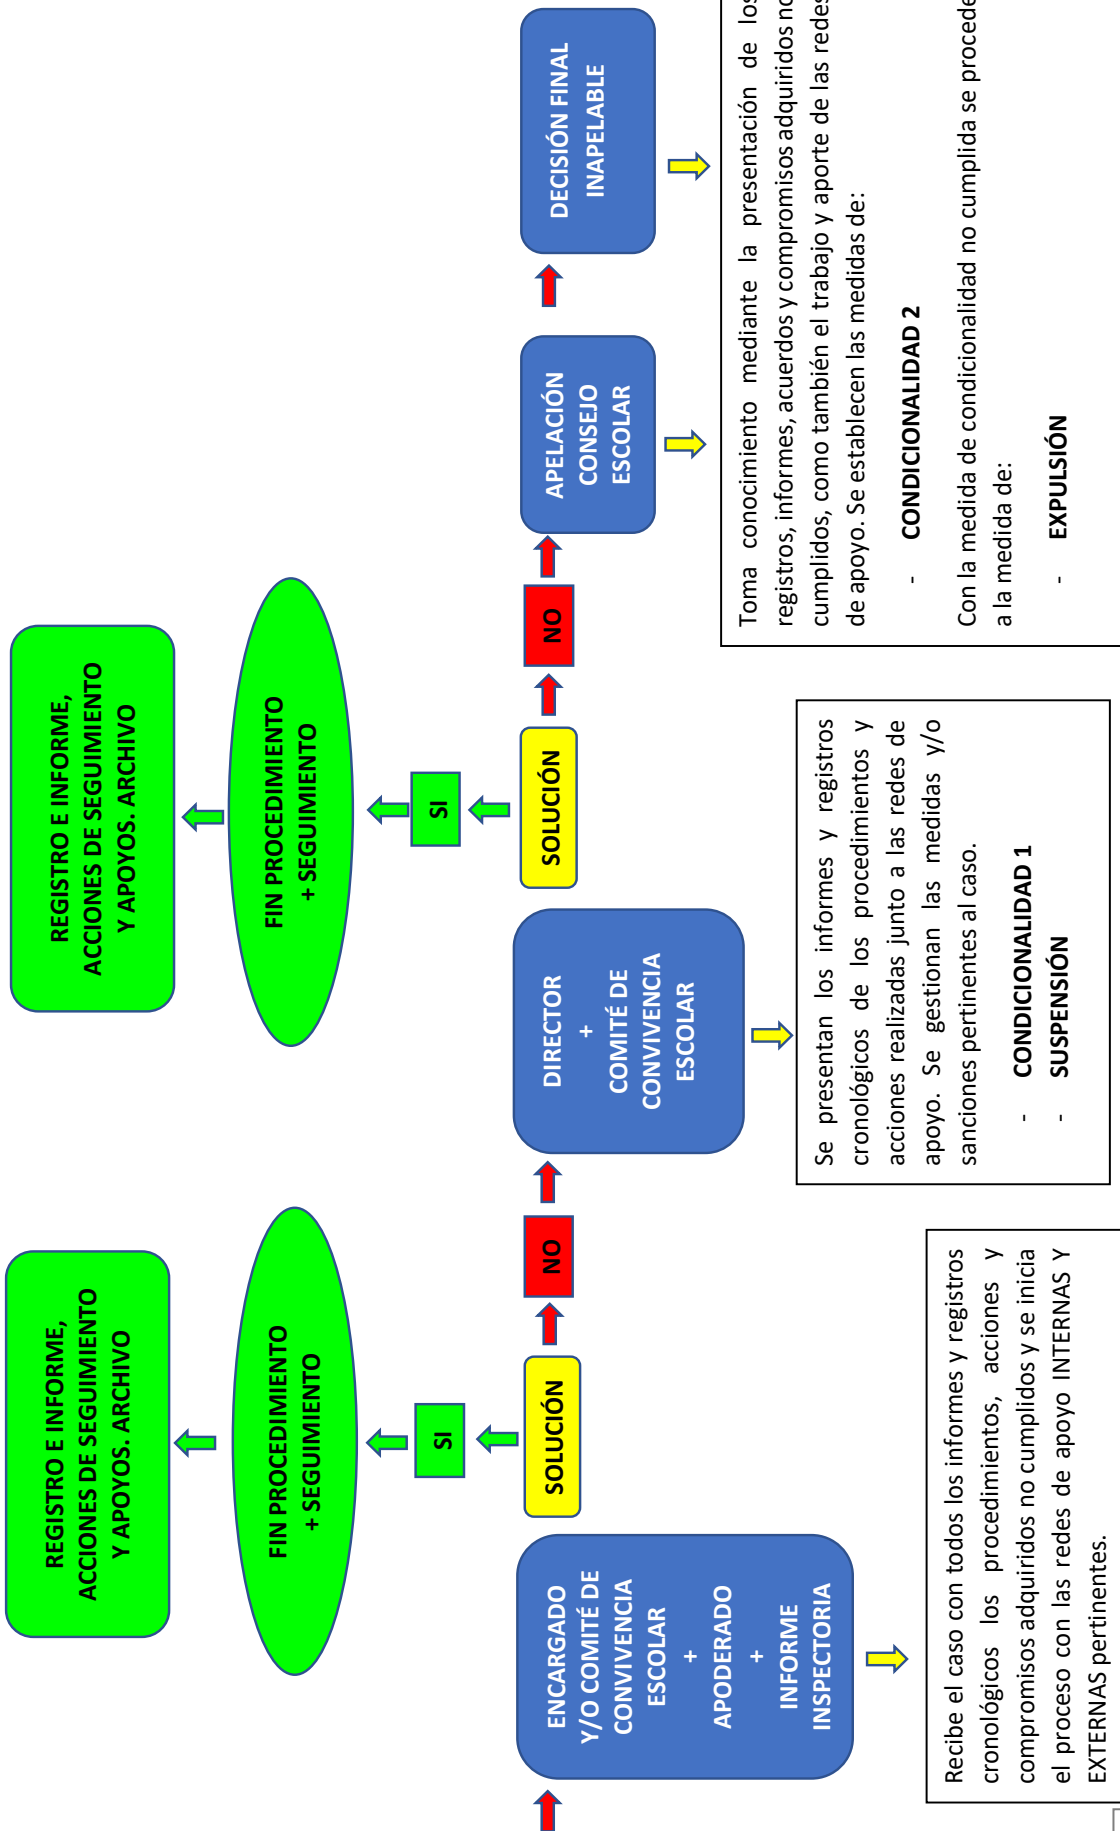 REGISTRO E INFORME,
ACCIONES DE SEGUIMIENTO
Y APOYOS. ARCHIVO
FIN PROCEDIMIENTO
+ SEGUIMIENTO
SI
ENCARGADO
Y/O COMITÉ DE
CONVIVENCIA
ESCOLAR
+
APODERADO
+
INFORME
INSPECTORIA
SOLUCIÓN
NO
Recibe el caso con todos los informes y registros
cronológicos los procedimientos, acciones y
compromisos adquiridos no cumplidos y se inicia
el proceso con las redes de apoyo INTERNAS Y
EXTERNAS pertinentes.
REGISTRO E INFORME,
ACCIONES DE SEGUIMIENTO
Y APOYOS. ARCHIVO
FIN PROCEDIMIENTO
+ SEGUIMIENTO
SI
DIRECTOR
+
COMITÉ DE
CONVIVENCIA
ESCOLAR
SOLUCIÓN
NO
Se presentan los informes y registros
cronológicos de los procedimientos y
acciones realizadas junto a las redes de
apoyo. Se gestionan las medidas y/o
sanciones pertinentes al caso.
- CONDICIONALIDAD 1
- SUSPENSIÓN
APELACIÓN
CONSEJO
ESCOLAR
DECISIÓN FINAL
INAPELABLE
Toma conocimiento mediante la presentación de los
registros, informes, acuerdos y compromisos adquiridos no
cumplidos, como también el trabajo y aporte de las redes
de apoyo. Se establecen las medidas de:
- CONDICIONALIDAD 2
Con la medida de condicionalidad no cumplida se procede
a la medida de:
- EXPULSIÓN